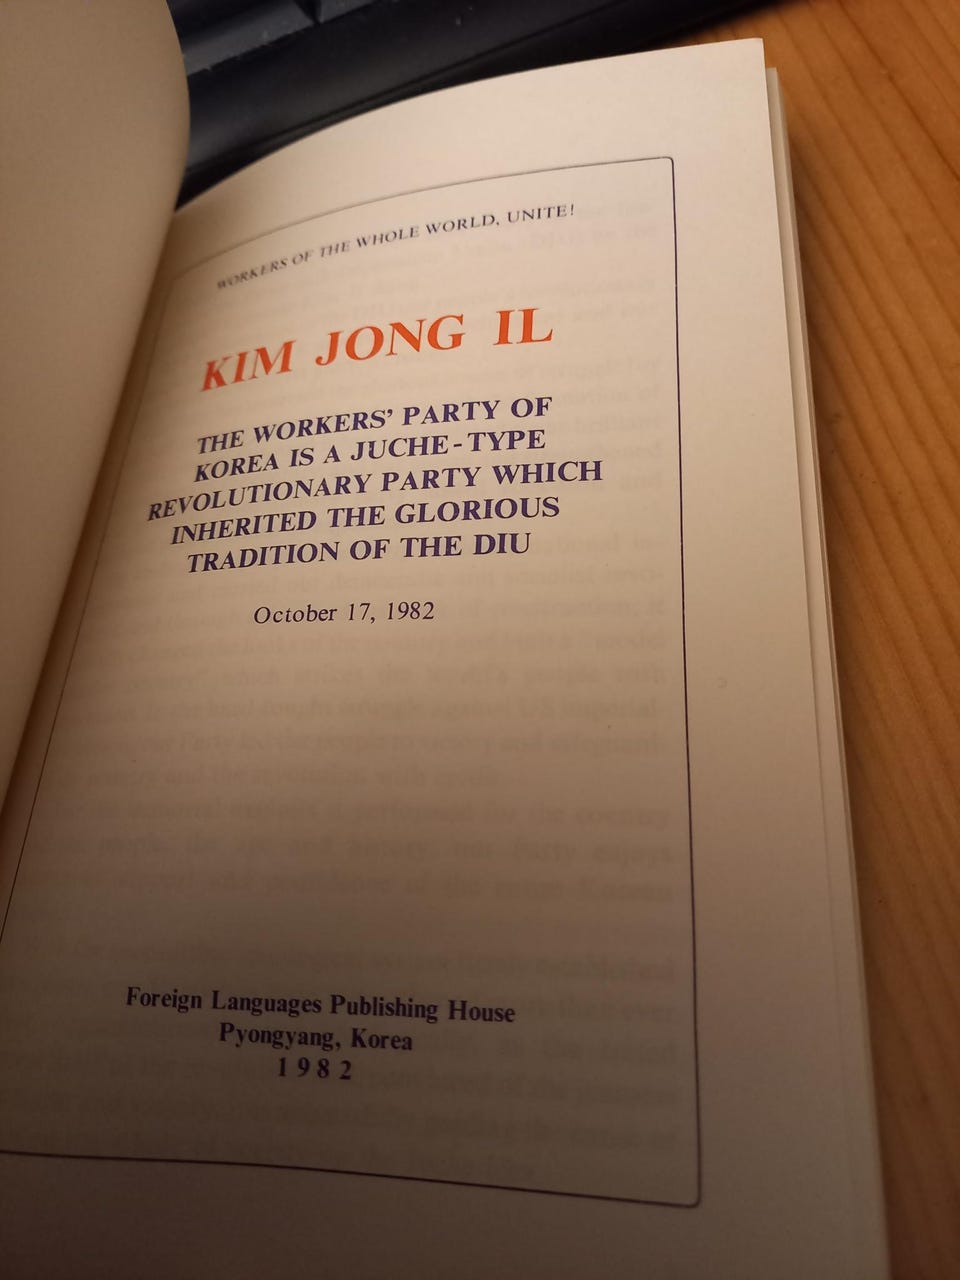 WORKERS OF THE WHOLE WORLD, UNITE!
KIM JONG IL
THE WORKERS' PARTY OF
KOREA IS A JUCHE-TYPE
REVOLUTIONARY PARTY WHICH
INHERITED THE GLORIOUS
TRADITION OF THE DIU
October 17, 1982
Foreign Languages Publishing House
Pyongyang, Korea
1982